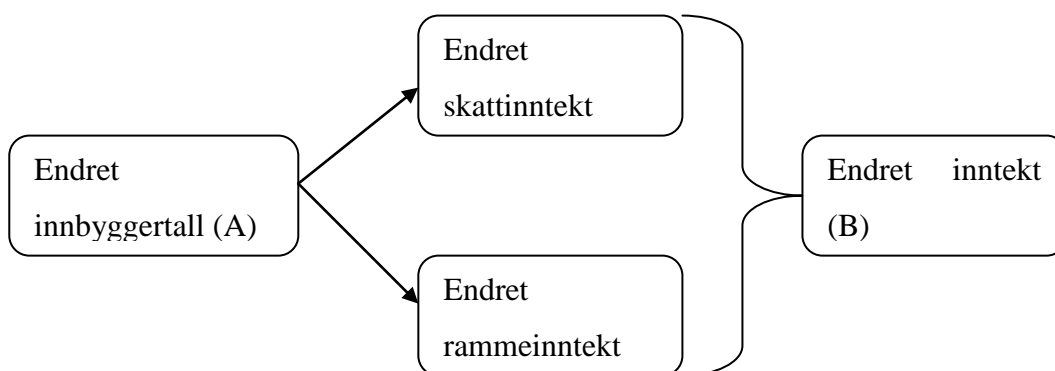 Endret
skattinntekt
Endret
innbyggertall (A)
Endret inntekt
(B)
Endret
rammeinntekt